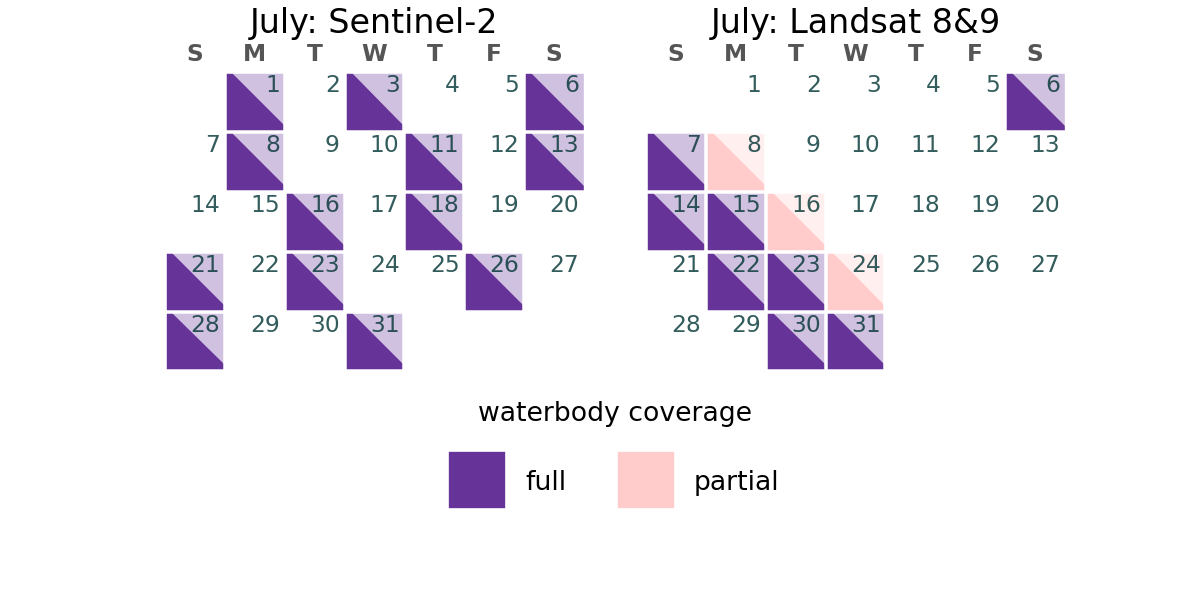 July: Sentinel-2
S M T W T F S
1 2 3 4 5 6
7 8 9 10 11 12 13
14 15 16 17 18 19 20
21 22 23 24 25 26 27
28 29 30 31
July: Landsat 8&9
S M T W T F S
1 2 3 4 5 6
7 8 9 10 11 12 13
14 15 16 17 18 19 20
21 22 23 24 25 26 27
28 29 30 31
waterbody coverage
full partial